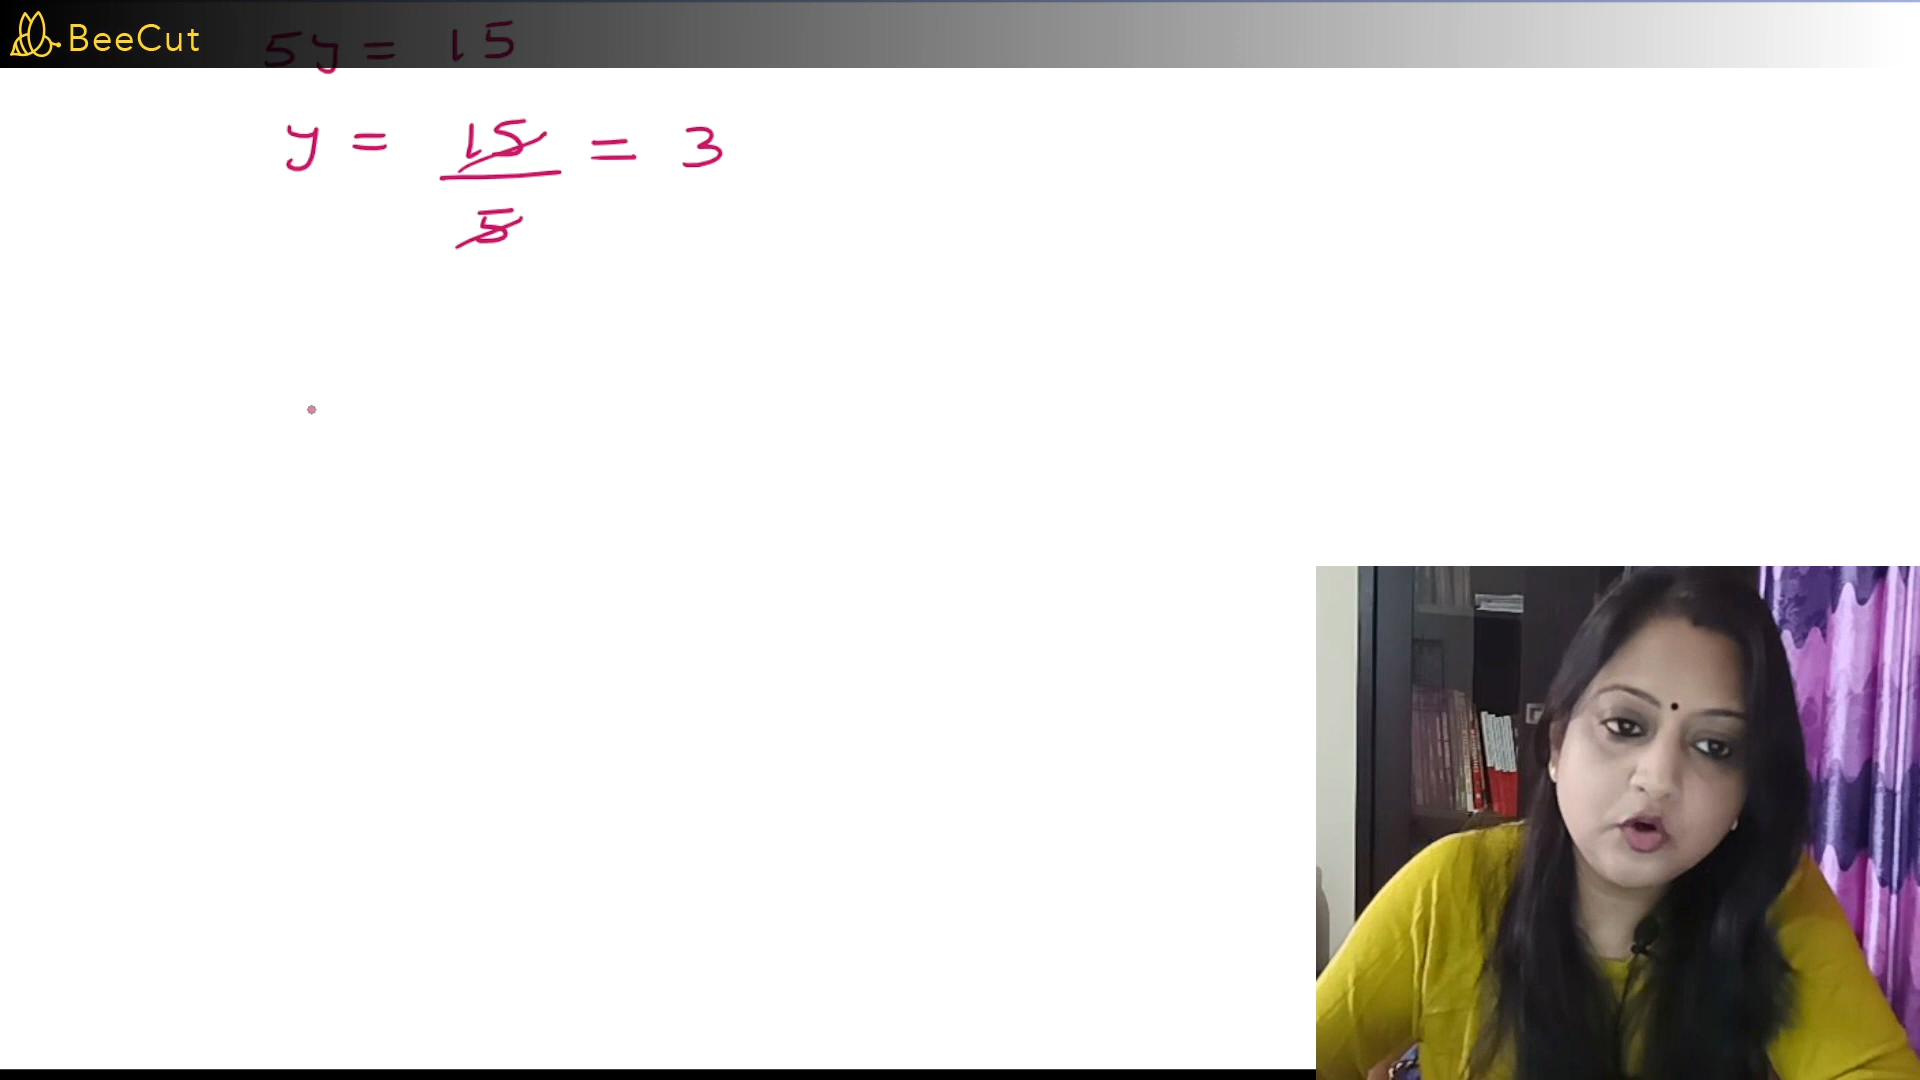 BeeCut
5y = 15
y = 15/5 = 3